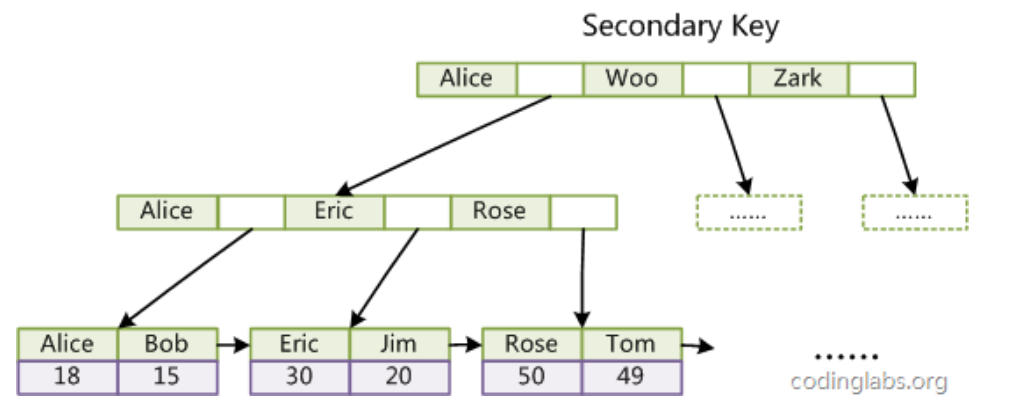 Secondary Key
Alice Woo Zark
Alice Eric Rose
...... ......
Alice Bob Eric Jim Rose Tom
18 15 30 20 50 49
......
codinglabs.org